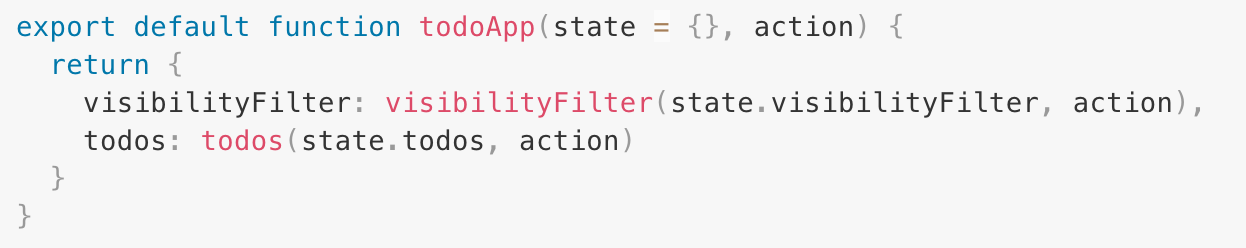 export default function todoApp(state = {}, action) {
  return {
    visibilityFilter: visibilityFilter(state.visibilityFilter, action),
    todos: todos(state.todos, action)
  }
}